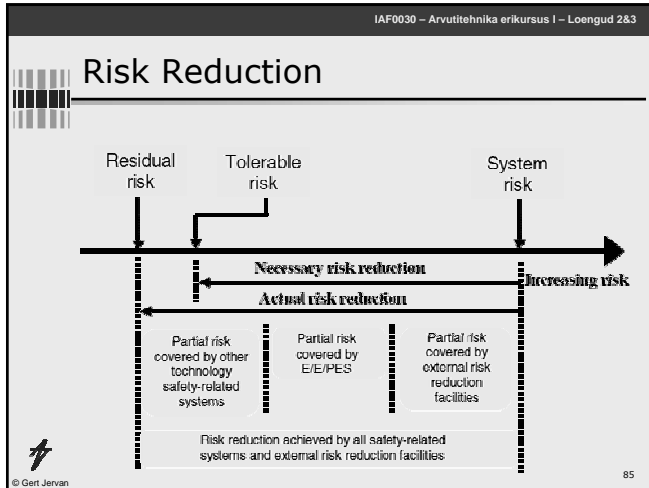 IAF0030 – Arvutitehnika erikursus I – Loengud 2&3
Risk Reduction
Residual
risk
Tolerable
risk
System
risk
Necessary risk reduction
Increasing risk
Actual risk reduction
Partial risk
covered by other
technology
safety-related
systems
Partial risk
covered by
E/E/PES
Partial risk
covered by
external risk
reduction
facilities
Risk reduction achieved by all safety-related
systems and external risk reduction facilities
© Gert Jervan
85